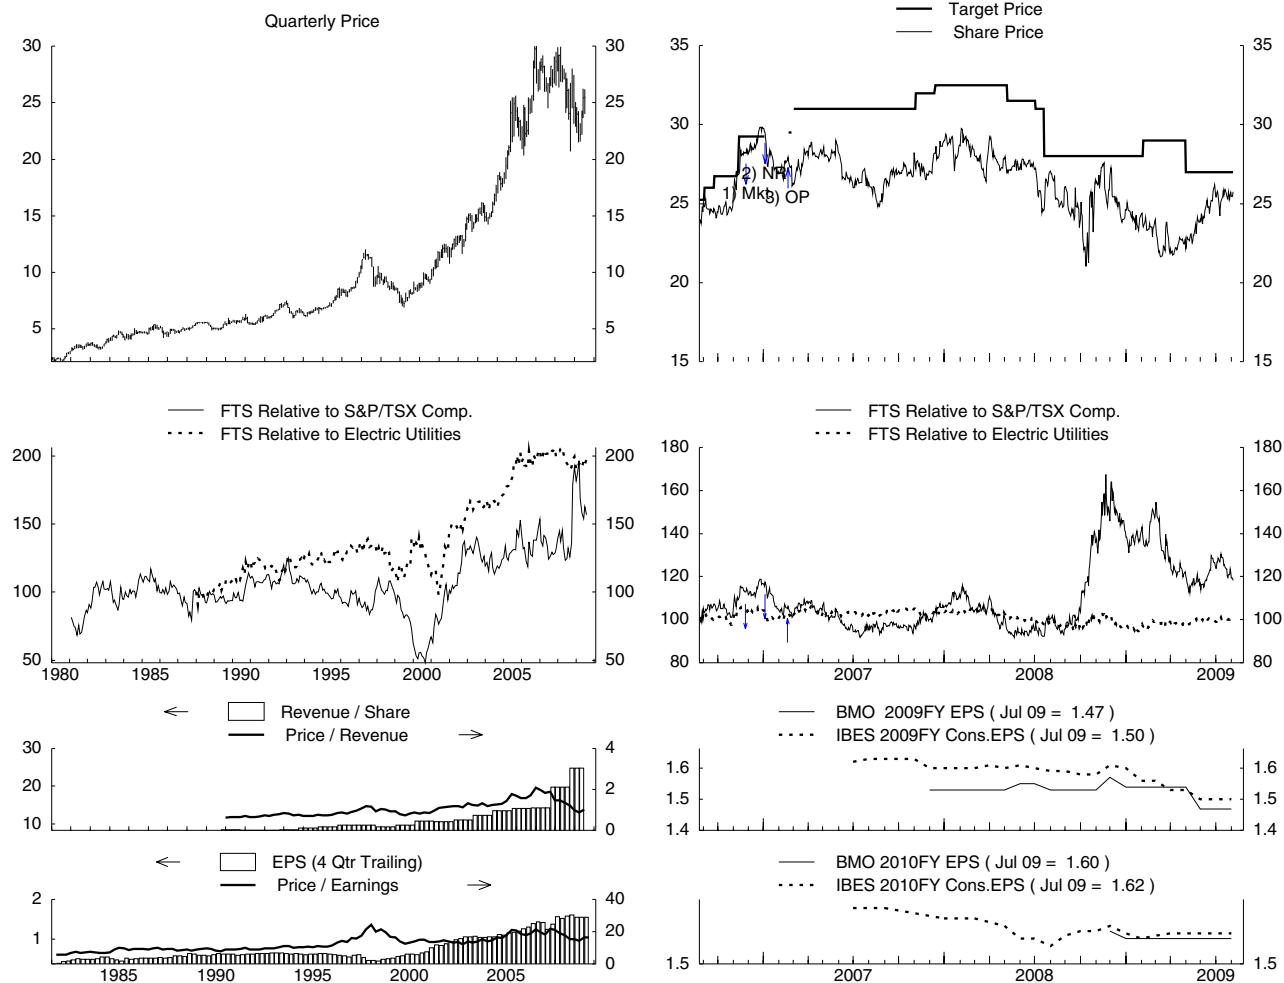 Quarterly Price
30 30
25 25
20 20
15 15
10 10
5 5
Target Price
Share Price
35 35
30 30
2) NR
1) Mkt
3) OP
25 25
20 20
15 15
FTS Relative to S&P/TSX Comp.
FTS Relative to Electric Utilities
200 200
150 150
100 100
50 50
1980 1985 1990 1995 2000 2005
FTS Relative to S&P/TSX Comp.
FTS Relative to Electric Utilities
180 180
160 160
140 140
120 120
100 100
80 80
2007 2008 2009
Revenue / Share
Price / Revenue
30 4
20 2
10 0
BMO 2009FY EPS ( Jul 09 = 1.47 )
IBES 2009FY Cons.EPS ( Jul 09 = 1.50 )
1.6 1.6
1.5 1.5
1.4 1.4
EPS (4 Qtr Trailing)
Price / Earnings
2 40
1 20
0
1985 1990 1995 2000 2005
BMO 2010FY EPS ( Jul 09 = 1.60 )
IBES 2010FY Cons.EPS ( Jul 09 = 1.62 )
1.5 1.5
2007 2008 2009